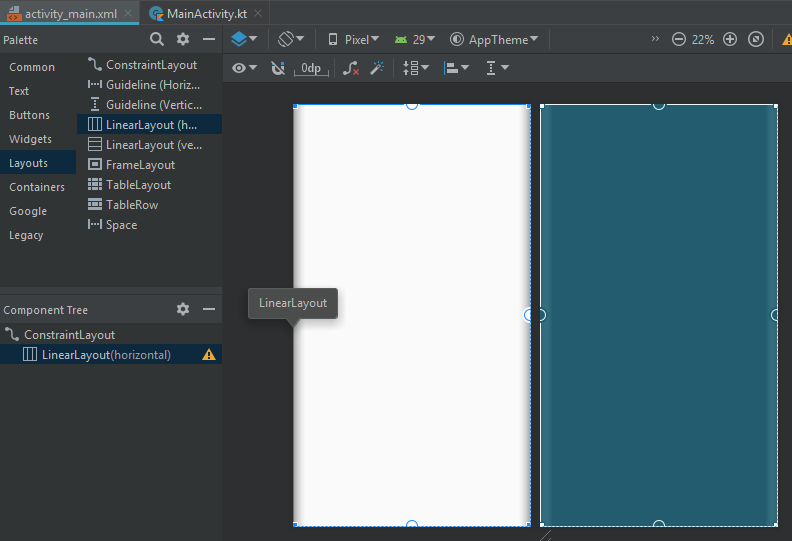 activity_main.xml MainActivity.kt
Palette Pixel 29 AppTheme 22%
0dp
Common
Text
Buttons
Widgets
Layouts
Containers
Google
Legacy
ConstraintLayout
Guideline (Horiz...
Guideline (Vertic...
LinearLayout (h...
LinearLayout (ve...
FrameLayout
TableLayout
TableRow
Space
LinearLayout
Component Tree
ConstraintLayout
LinearLayout(horizontal)